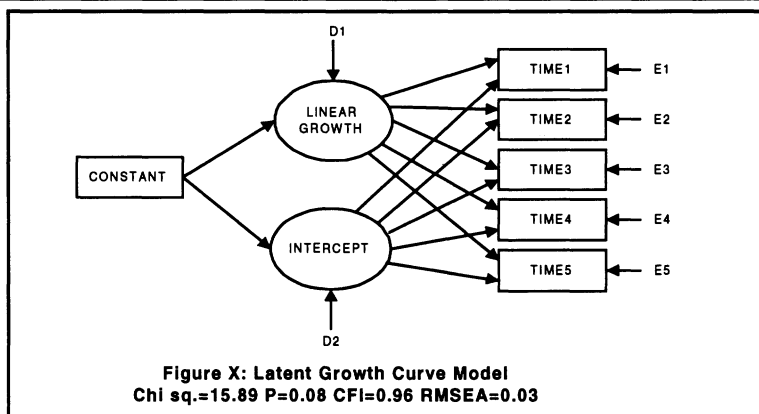 D1
LINEAR
GROWTH
CONSTANT
INTERCEPT
D2
TIME1
E1
TIME2
E2
TIME3
E3
TIME4
E4
TIME5
E5
Figure X: Latent Growth Curve Model
Chi sq.=15.89 P=0.08 CFI=0.96 RMSEA=0.03